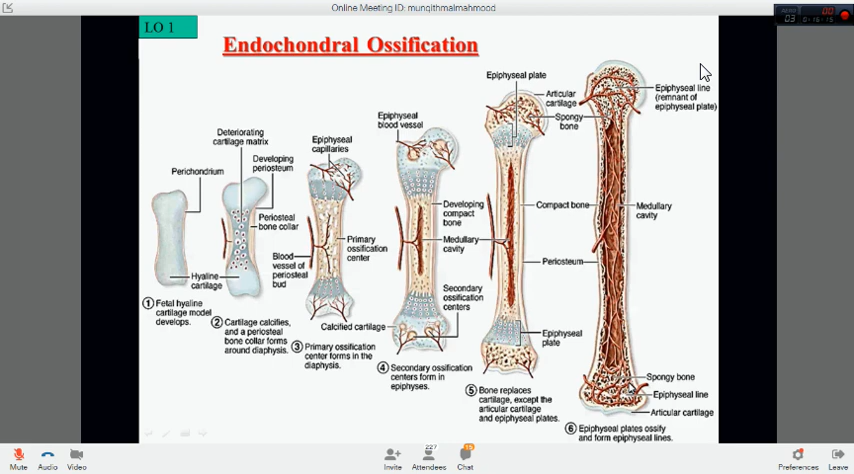 Online Meeting ID: munqithmalmahmood
LO 1
Endochondral Ossification
Epiphyseal plate
Articular
cartilage
Spongy
bone
Epiphyseal line
(remnant of
epiphyseal plate)
Epiphyseal
blood vessel
Deteriorating
cartilage matrix
Epiphyseal
capillaries
Developing
periosteum
Perichondrium
Periosteal
bone collar
Developing
compact
bone
Compact bone
Medullary
cavity
Primary
ossification
center
Medullary
cavity
Blood
vessel of
periosteal
bud
Periosteum
Hyaline
cartilage
Secondary
ossification
centers
Calcified cartilage
Epiphyseal
plate
Spongy bone
Epiphyseal line
Articular cartilage
1 Fetal hyaline
cartilage model
develops.
2 Cartilage calcifies,
and a periosteal
bone collar forms
around diaphysis.
3 Primary ossification
center forms in the
diaphysis.
4 Secondary ossification
centers form in
epiphyses.
5 Bone replaces
cartilage, except the
articular cartilage
and epiphyseal plates.
6 Epiphyseal plates ossify
and form epiphyseal lines.
Mute
Audio
Video
Invite
227
Attendees
Chat
Preferences
Leave